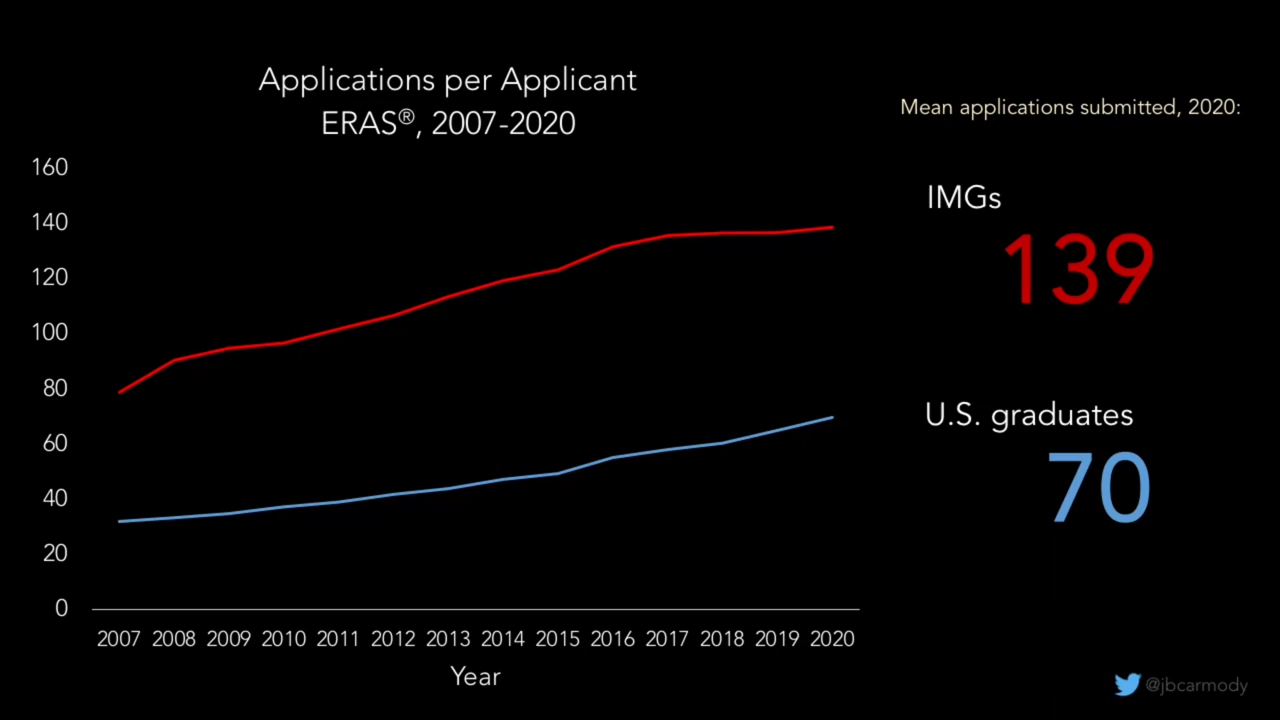 Applications per Applicant
ERAS®, 2007-2020
160
140
120
100
80
60
40
20
0
2007 2008 2009 2010 2011 2012 2013 2014 2015 2016 2017 2018 2019 2020
Year
Mean applications submitted, 2020:
IMGs
139
U.S. graduates
70
@jbcarmody